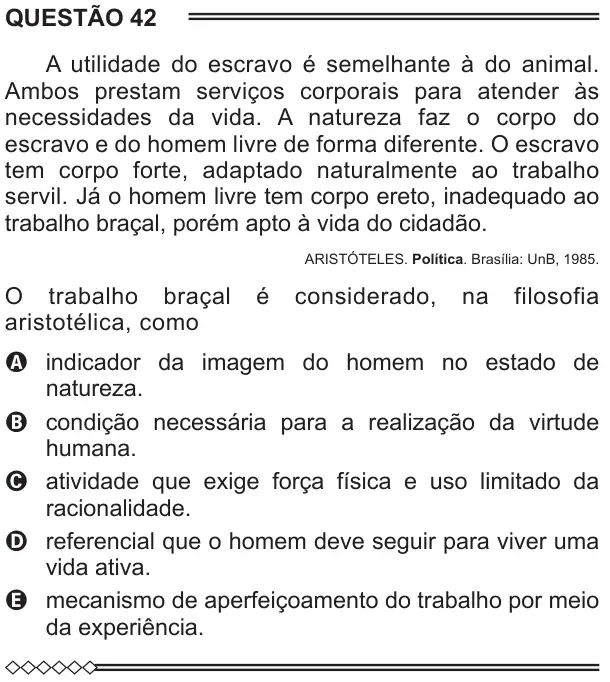 QUESTÃO 42
A utilidade do escravo é semelhante à do animal.
Ambos prestam serviços corporais para atender às
necessidades da vida. A natureza faz o corpo do
escravo e do homem livre de forma diferente. O escravo
tem corpo forte, adaptado naturalmente ao trabalho
servil. Já o homem livre tem corpo ereto, inadequado ao
trabalho braçal, porém apto à vida do cidadão.
ARISTÓTELES. Política. Brasília: UnB, 1985.
O trabalho braçal é considerado, na filosofia
aristotélica, como
A indicador da imagem do homem no estado de
natureza.
B condição necessária para a realização da virtude
humana.
C atividade que exige força física e uso limitado da
racionalidade.
D referencial que o homem deve seguir para viver uma
vida ativa.
E mecanismo de aperfeiçoamento do trabalho por meio
da experiência.